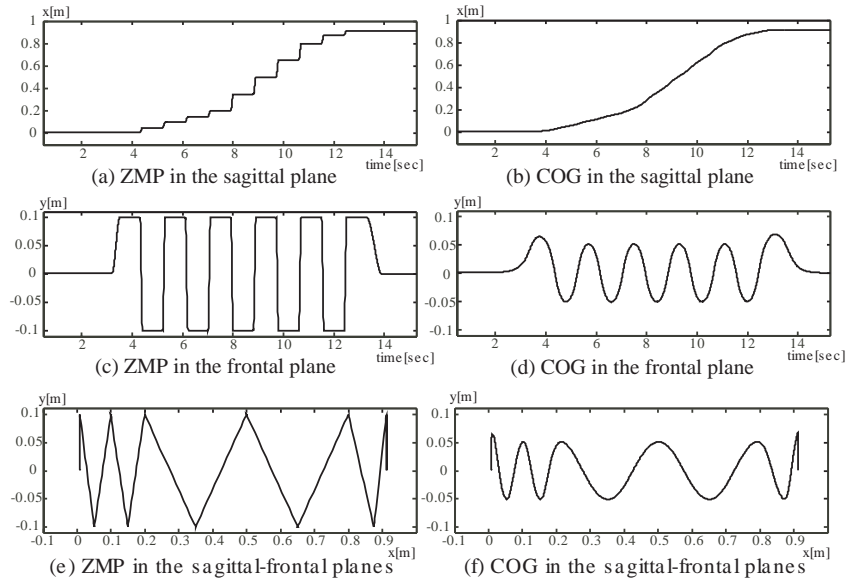 x[m]
1
0.8
0.6
0.4
0.2
0
2 4 6 8 10 12 14
time[sec]
(a) ZMP in the sagittal plane
x[m]
1
0.8
0.6
0.4
0.2
0
2 4 6 8 10 12 14
time[sec]
(b) COG in the sagittal plane
y[m]
0.1
0.05
0
-0.05
-0.1
2 4 6 8 10 12 14
time[sec]
(c) ZMP in the frontal plane
y[m]
0.1
0.05
0
-0.05
-0.1
2 4 6 8 10 12 14
time[sec]
(d) COG in the frontal plane
y[m]
0.1
0.05
0
-0.05
-0.1
-0.1 0 0.1 0.2 0.3 0.4 0.5 0.6 0.7 0.8 0.9
x[m]
(e) ZMP in the sagittal-frontal planes
y[m]
0.1
0.05
0
-0.05
-0.1
-0.1 0 0.1 0.2 0.3 0.4 0.5 0.6 0.7 0.8 0.9
x[m]
(f) COG in the sagittal-frontal planes